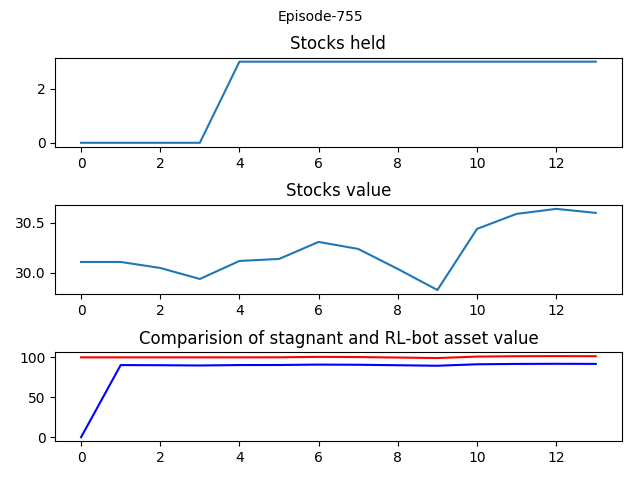 Episode-755
Stocks held
2
0
0 2 4 6 8 10 12
Stocks value
30.5
30.0
0 2 4 6 8 10 12
Comparision of stagnant and RL-bot asset value
100
50
0
0 2 4 6 8 10 12